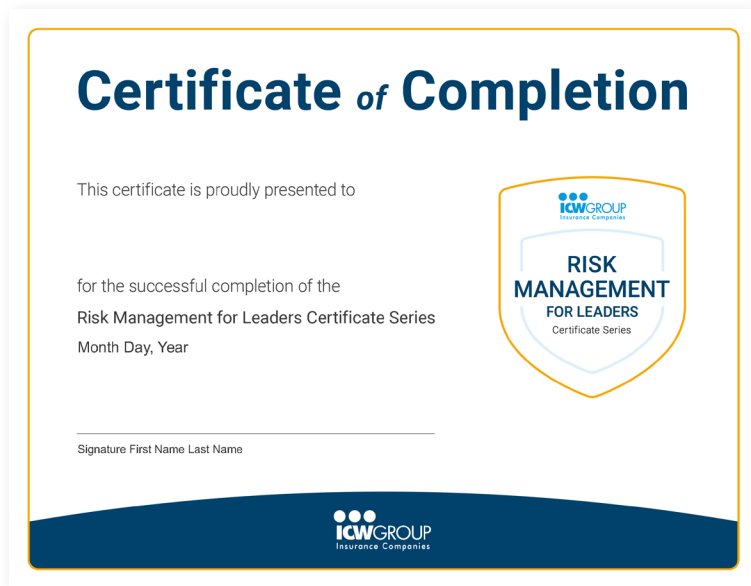 Certificate of Completion
This certificate is proudly presented to
for the successful completion of the
Risk Management for Leaders Certificate Series
Month Day, Year
Signature First Name Last Name
ICWGROUP
Insurance Companies
RISK
MANAGEMENT
FOR LEADERS
Certificate Series
ICWGROUP
Insurance Companies